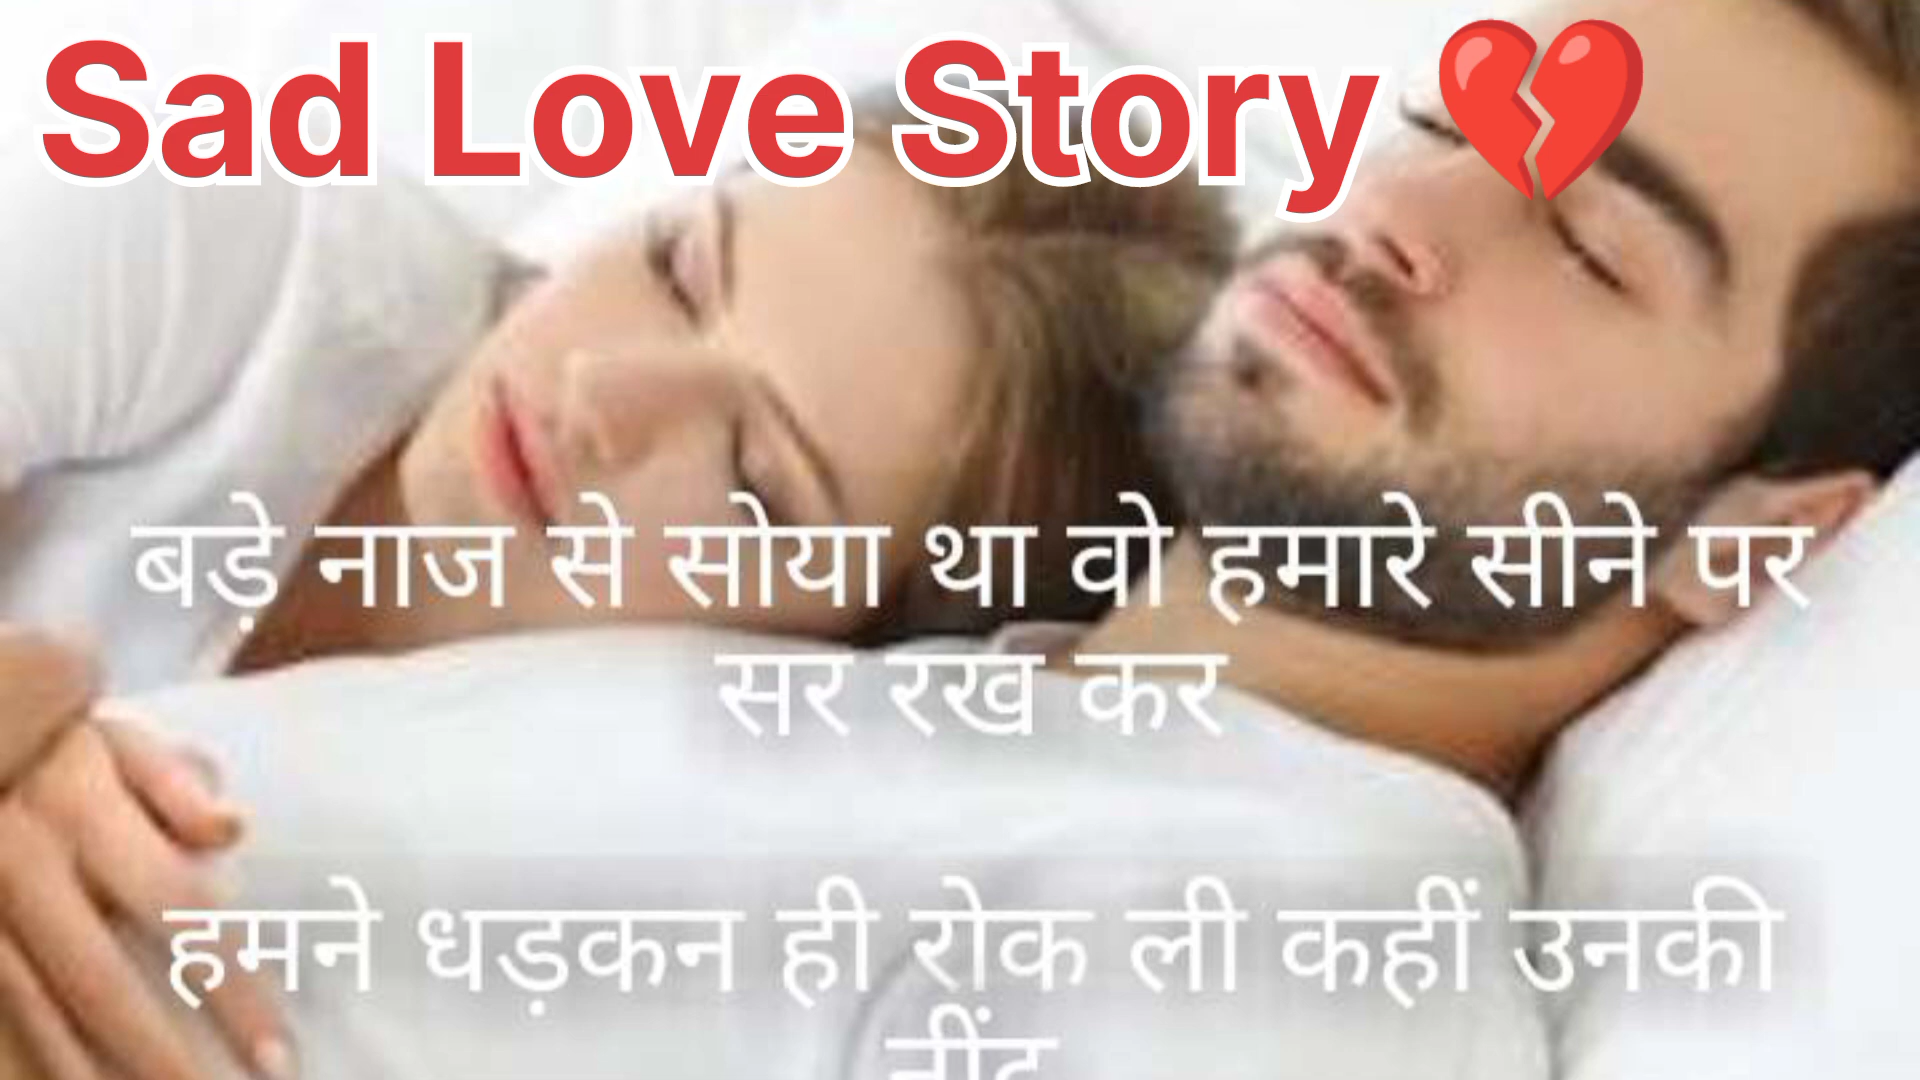 Sad Love Story 💔
बड़े नाज से सोया था वो हमारे सीने पर
सर रख कर
हमने धड़कन ही रोक ली कहीं उनकी